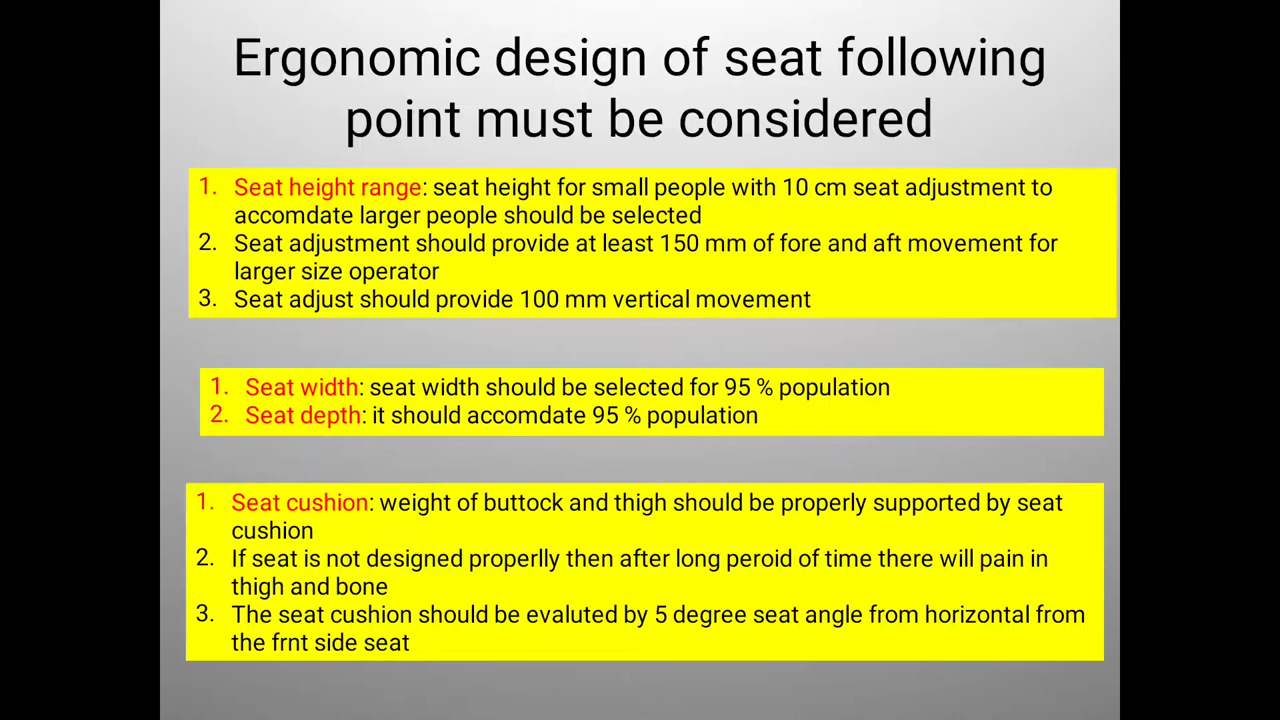 Ergonomic design of seat following
point must be considered
1. Seat height range: seat height for small people with 10 cm seat adjustment to
accomdate larger people should be selected
2. Seat adjustment should provide at least 150 mm of fore and aft movement for
larger size operator
3. Seat adjust should provide 100 mm vertical movement
1. Seat width: seat width should be selected for 95 % population
2. Seat depth: it should accomdate 95 % population
1. Seat cushion: weight of buttock and thigh should be properly supported by seat
cushion
2. If seat is not designed properlly then after long peroid of time there will pain in
thigh and bone
3. The seat cushion should be evaluted by 5 degree seat angle from horizontal from
the frnt side seat